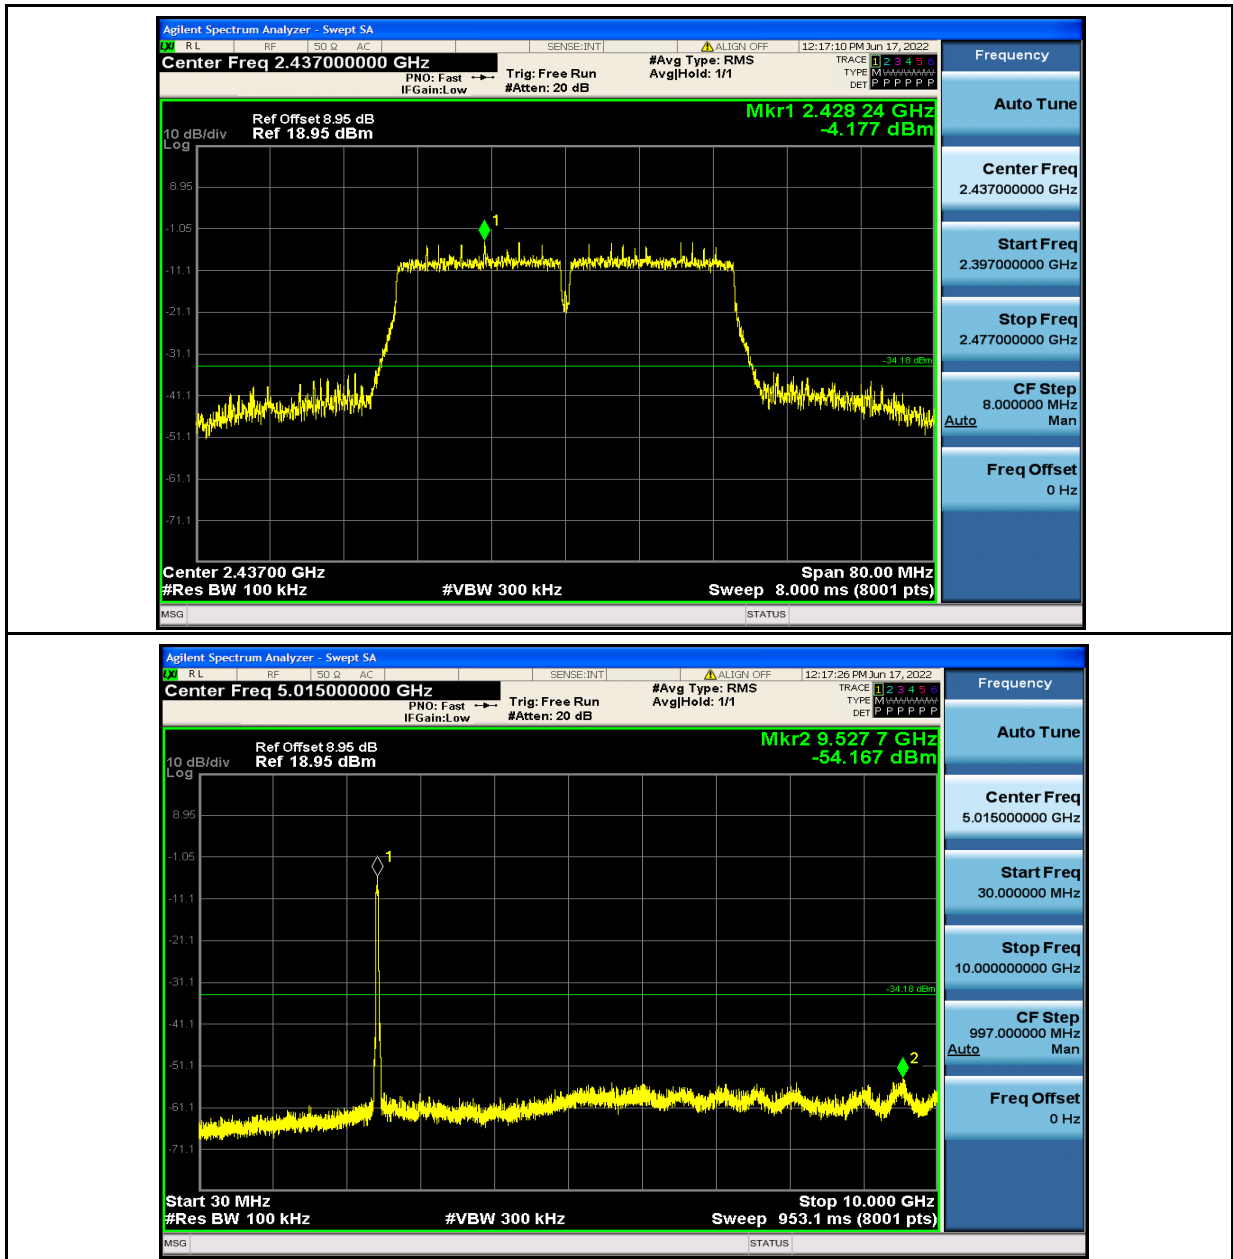 Agilent Spectrum Analyzer - Swept SA
LXI RL RF 50 Ω AC SENSE:INT ALIGN OFF 12:17:10 PM Jun 17, 2022
Center Freq 2.437000000 GHz
PNO: Fast
IFGain:Low
Trig: Free Run
#Atten: 20 dB
#Avg Type: RMS
Avg|Hold: 1/1
TRACE 1 2 3 4 5 6
TYPE M
DET P P P P P P
Mkr1 2.428 24 GHz
-4.177 dBm
Ref Offset 8.95 dB
10 dB/div Ref 18.95 dBm
Log
8.95
1
-1.05
-11.1
-21.1
-31.1
-34.18 dBm
-41.1
-51.1
-61.1
-71.1
Center 2.43700 GHz Span 80.00 MHz
#Res BW 100 kHz #VBW 300 kHz Sweep 8.000 ms (8001 pts)
MSG STATUS
Frequency
Auto Tune
Center Freq
2.437000000 GHz
Start Freq
2.397000000 GHz
Stop Freq
2.477000000 GHz
CF Step
8.000000 MHz
Auto Man
Freq Offset
0 Hz
Agilent Spectrum Analyzer - Swept SA
LXI RL RF 50 Ω AC SENSE:INT ALIGN OFF 12:17:26 PM Jun 17, 2022
Center Freq 5.015000000 GHz
PNO: Fast
IFGain:Low
Trig: Free Run
#Atten: 20 dB
#Avg Type: RMS
Avg|Hold: 1/1
TRACE 1 2 3 4 5 6
TYPE M
DET P P P P P P
Mkr2 9.527 7 GHz
-54.167 dBm
Ref Offset 8.95 dB
10 dB/div Ref 18.95 dBm
Log
8.95
-1.05
1
-11.1
-21.1
-31.1
-34.18 dBm
-41.1
-51.1
2
-61.1
-71.1
Start 30 MHz Stop 10.000 GHz
#Res BW 100 kHz #VBW 300 kHz Sweep 953.1 ms (8001 pts)
MSG STATUS
Frequency
Auto Tune
Center Freq
5.015000000 GHz
Start Freq
30.000000 MHz
Stop Freq
10.000000000 GHz
CF Step
997.000000 MHz
Auto Man
Freq Offset
0 Hz